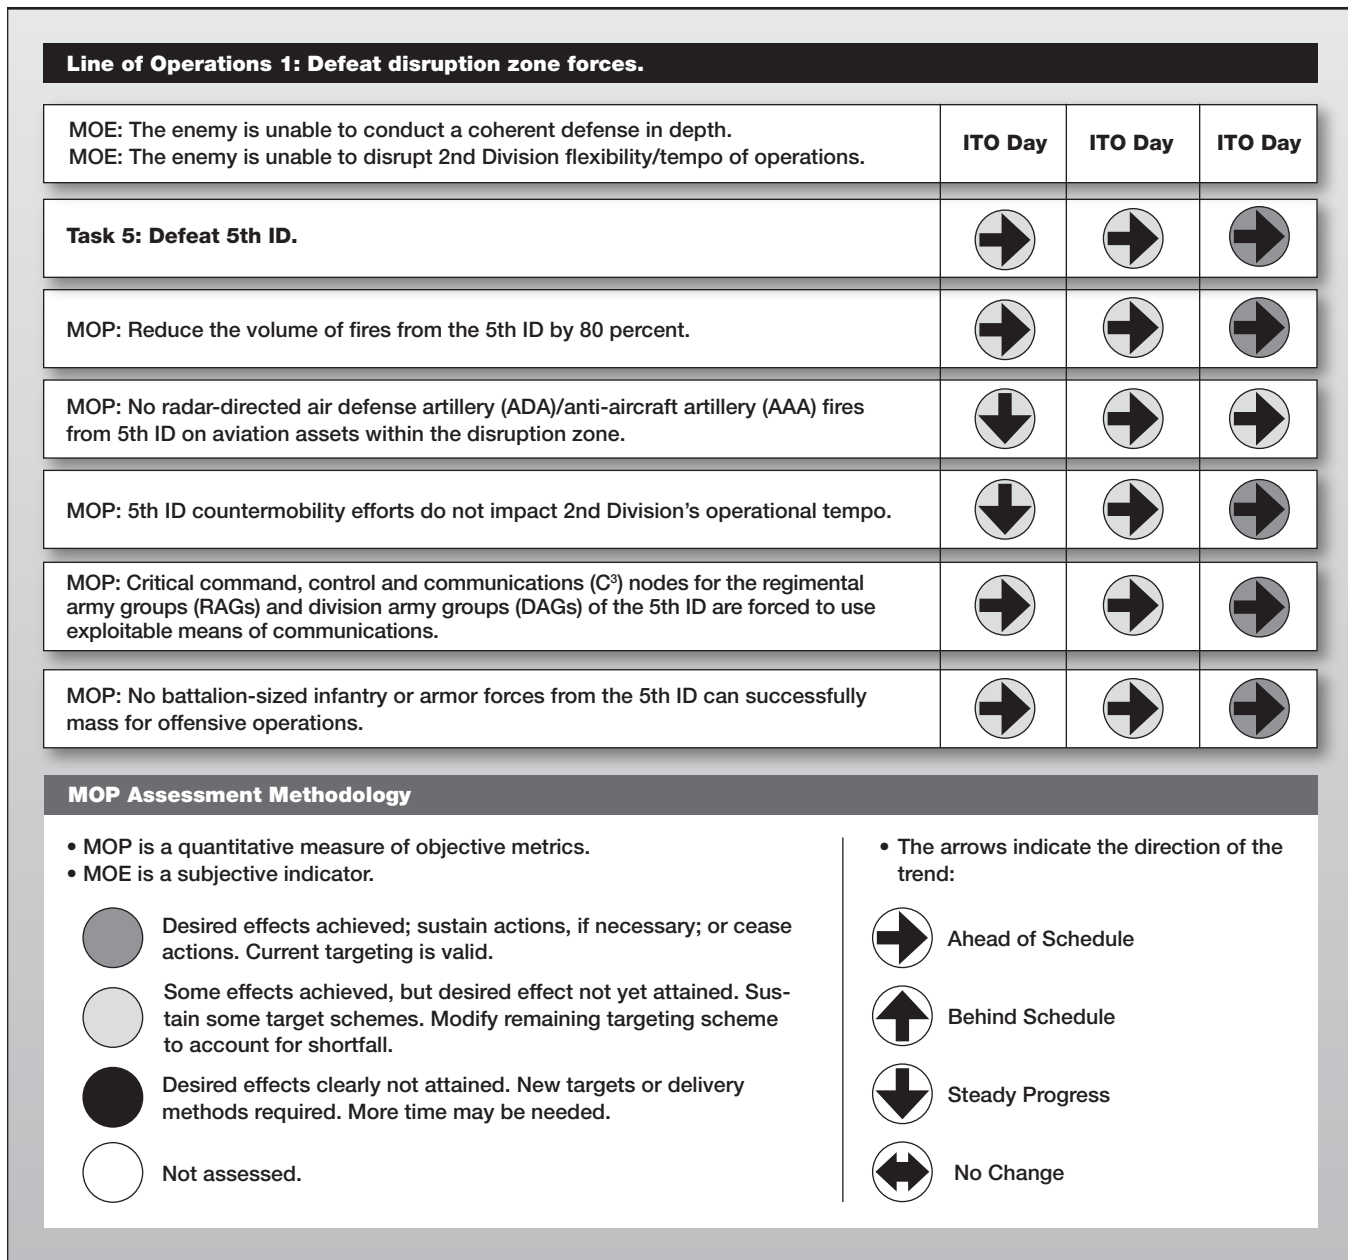 Line of Operations 1: Defeat disruption zone forces.
MOE: The enemy is unable to conduct a coherent defense in depth.
MOE: The enemy is unable to disrupt 2nd Division flexibility/tempo of operations.
ITO Day
ITO Day
ITO Day
Task 5: Defeat 5th ID.
MOP: Reduce the volume of fires from the 5th ID by 80 percent.
MOP: No radar-directed air defense artillery (ADA)/anti-aircraft artillery (AAA) fires
from 5th ID on aviation assets within the disruption zone.
MOP: 5th ID countermobility efforts do not impact 2nd Division’s operational tempo.
MOP: Critical command, control and communications (C³) nodes for the regimental
army groups (RAGs) and division army groups (DAGs) of the 5th ID are forced to use
exploitable means of communications.
MOP: No battalion-sized infantry or armor forces from the 5th ID can successfully
mass for offensive operations.
MOP Assessment Methodology
• MOP is a quantitative measure of objective metrics.
• MOE is a subjective indicator.
Desired effects achieved; sustain actions, if necessary; or cease
actions. Current targeting is valid.
Some effects achieved, but desired effect not yet attained. Sus-
tain some target schemes. Modify remaining targeting scheme
to account for shortfall.
Desired effects clearly not attained. New targets or delivery
methods required. More time may be needed.
Not assessed.
• The arrows indicate the direction of the
trend:
Ahead of Schedule
Behind Schedule
Steady Progress
No Change